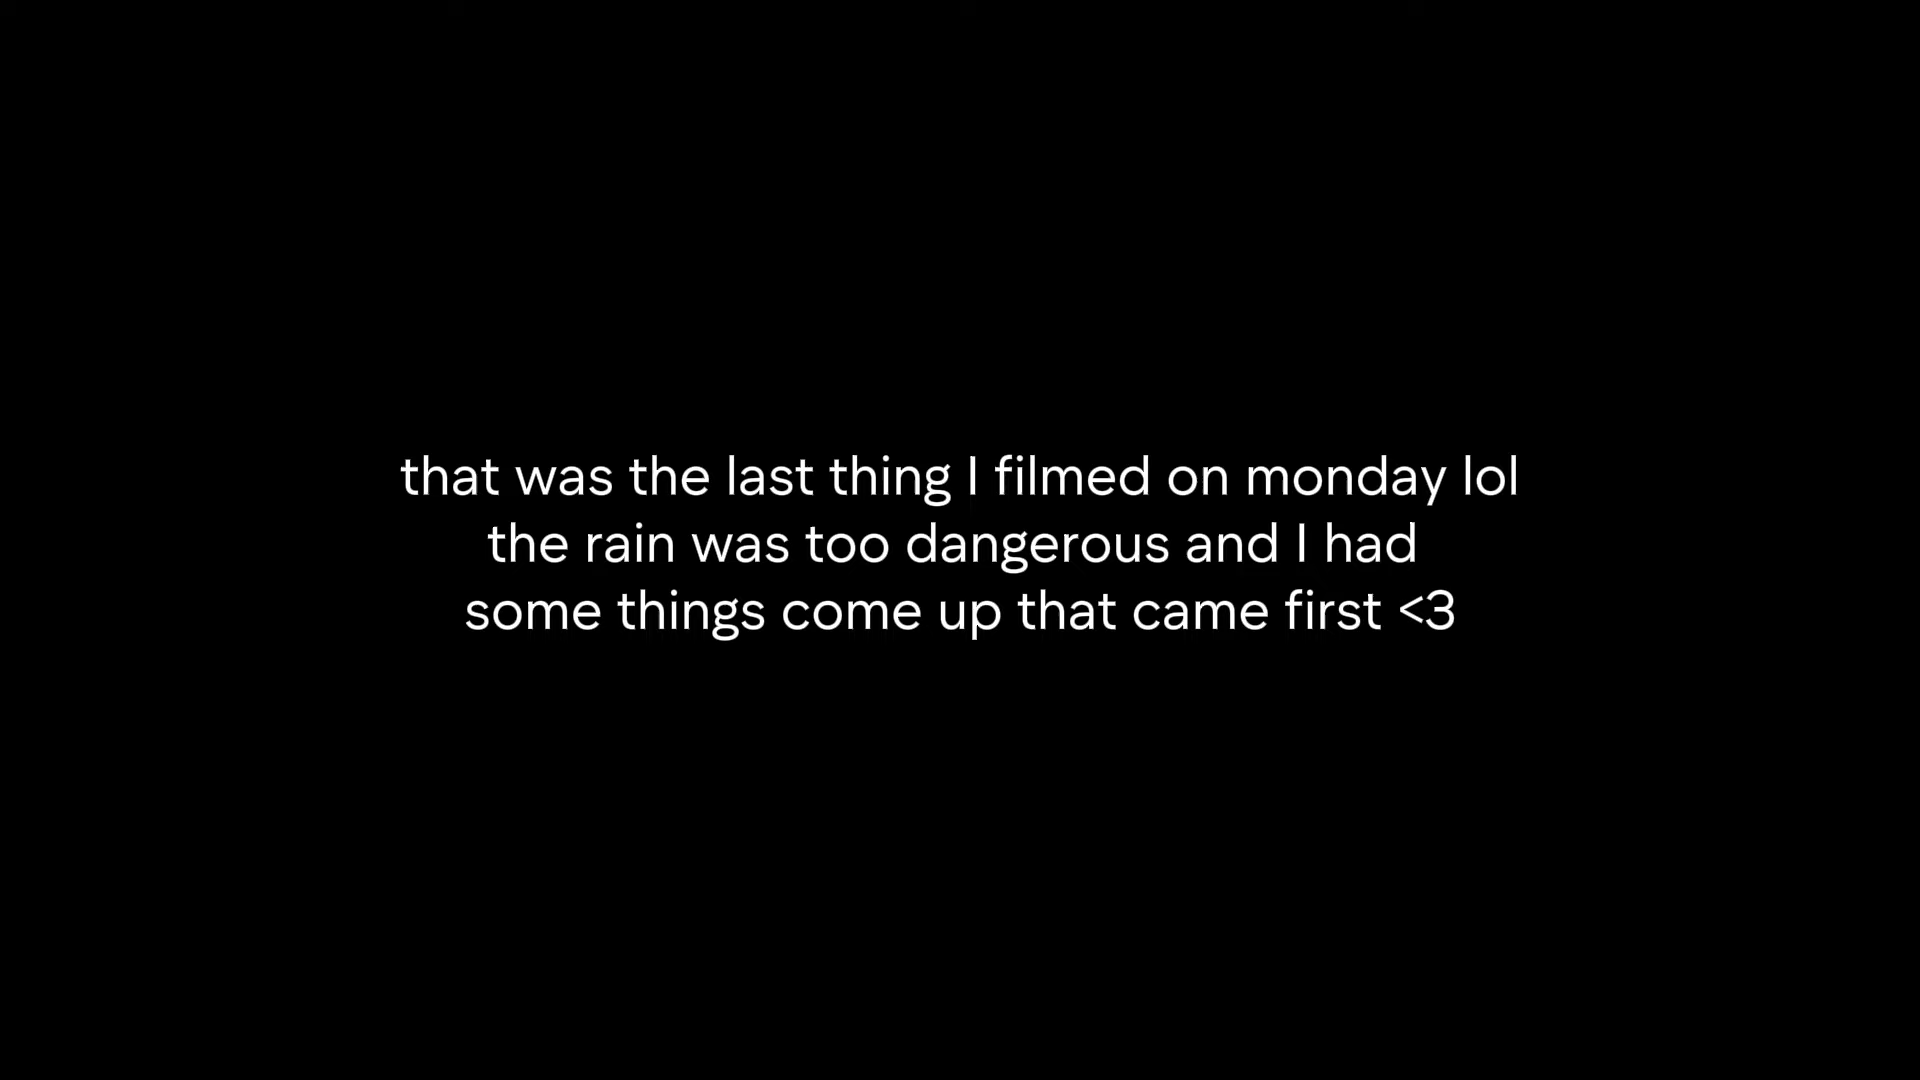 that was the last thing I filmed on monday lol
the rain was too dangerous and I had
some things come up that came first <3